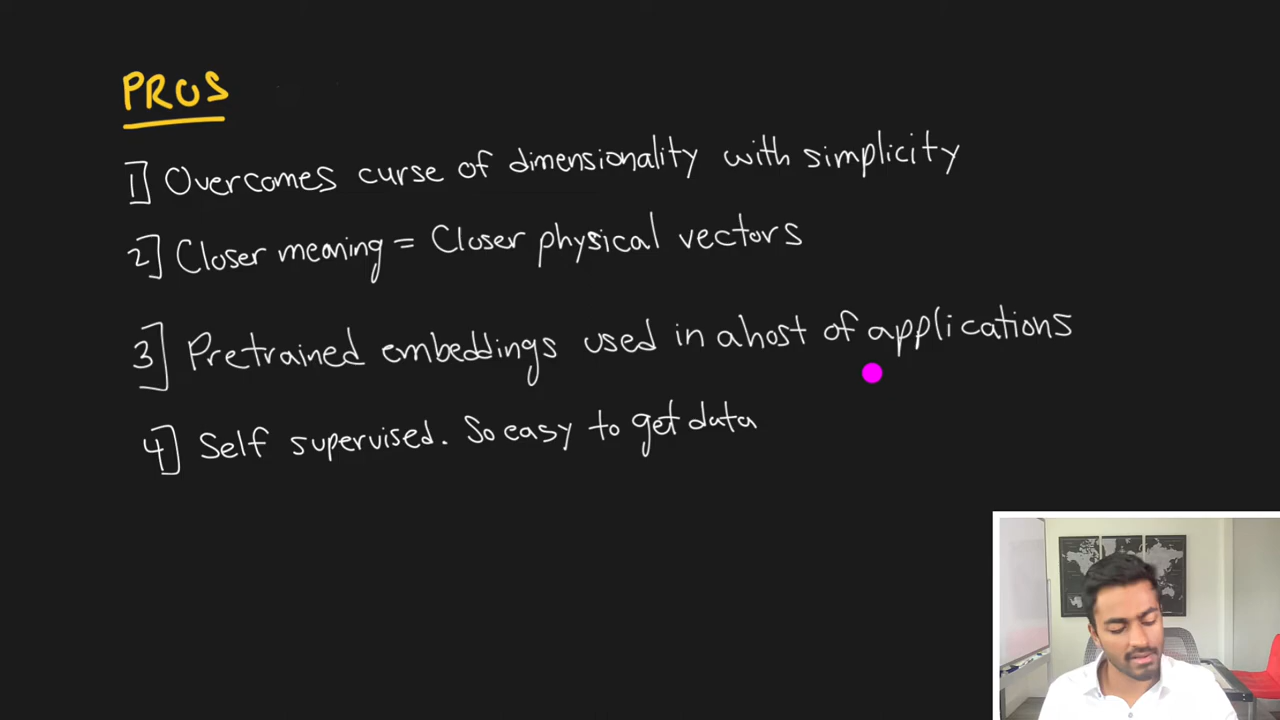 PROS
1] Overcomes curse of dimensionality with simplicity
2] Closer meaning = Closer physical vectors
3] Pretrained embeddings used in a host of applications
4] Self supervised. So easy to get data